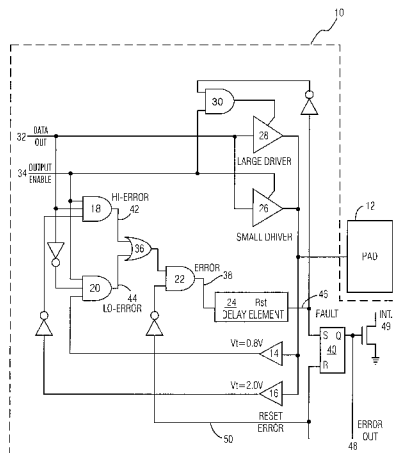 10
30
32 DATA OUT
28
LARGE DRIVER
34 OUTPUT ENABLE
HI-ERROR
18
42
26
SMALL DRIVER
12
PAD
36
ERROR
22
38
20
44
LO-ERROR
24 Rst
DELAY ELEMENT
46
FAULT
INT.
49
Vt=0.8V
14
S Q
40
R
Vt=2.0V
16
RESET
ERROR
50
ERROR
OUT
48